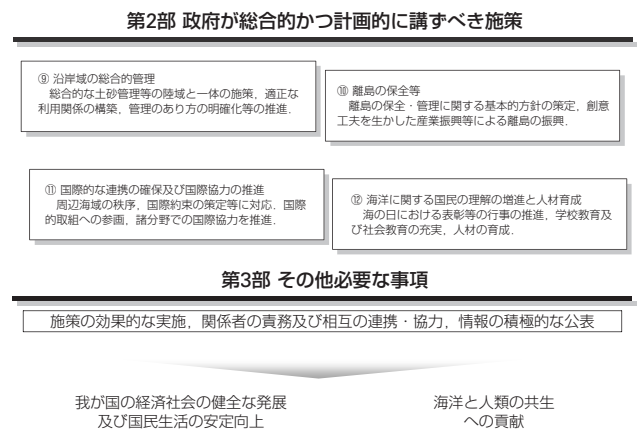 第2部 政府が総合的かつ計画的に講ずべき施策
⑨ 沿岸域の総合的管理
総合的な土砂管理等の陸域と一体の施策，適正な
利用関係の構築，管理のあり方の明確化等の推進．
⑩ 離島の保全等
離島の保全・管理に関する基本的方針の策定，創意
工夫を生かした産業振興等による離島の振興．
⑪ 国際的な連携の確保及び国際協力の推進
周辺海域の秩序，国際約束の策定等に対応．国際
的取組への参画，諸分野での国際協力を推進．
⑫ 海洋に関する国民の理解の増進と人材育成
海の日における表彰等の行事の推進，学校教育及
び社会教育の充実，人材の育成．
第3部 その他必要な事項
施策の効果的な実施，関係者の責務及び相互の連携・協力，情報の積極的な公表
我が国の経済社会の健全な発展
及び国民生活の安定向上
海洋と人類の共生
への貢献